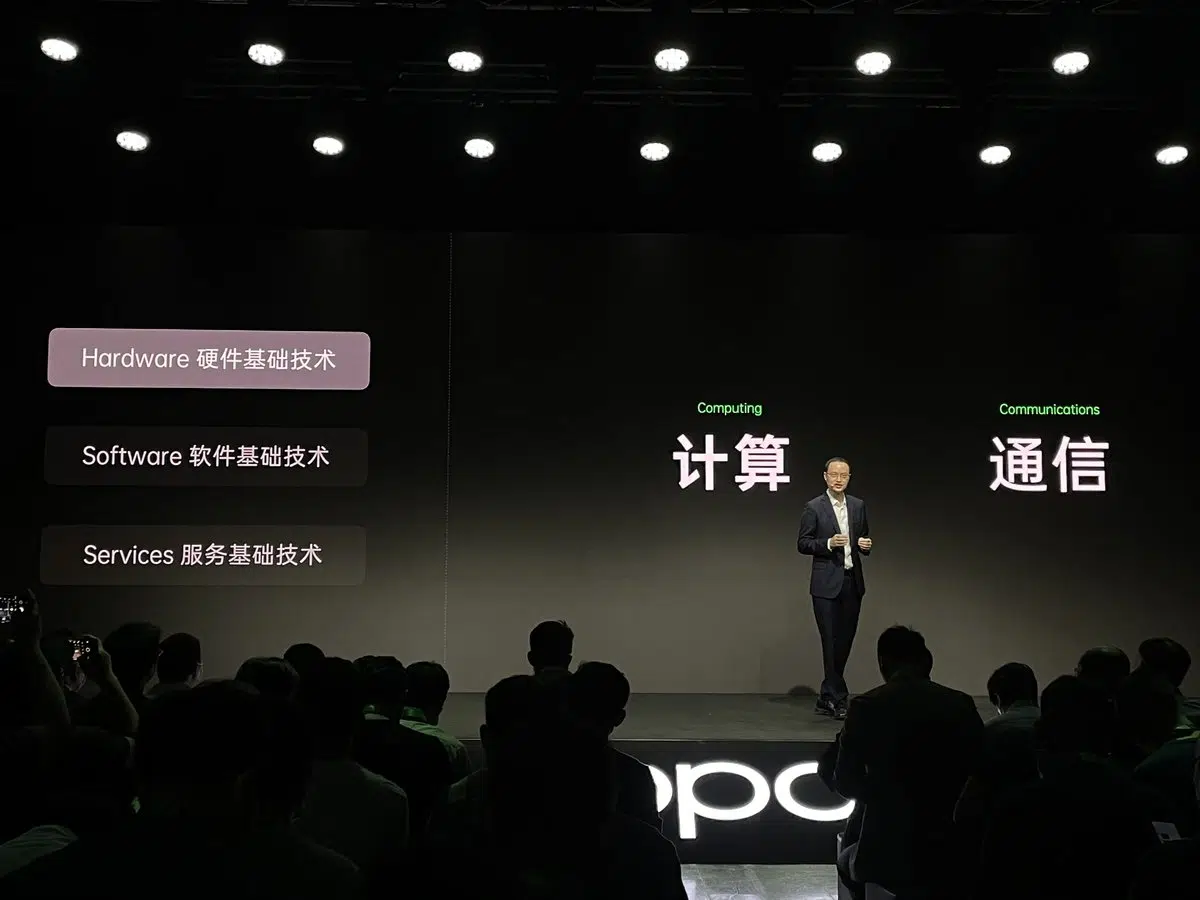 Hardware 硬件基础技术
Software 软件基础技术
Services 服务基础技术
Computing
计算
Communications
通信
oppo